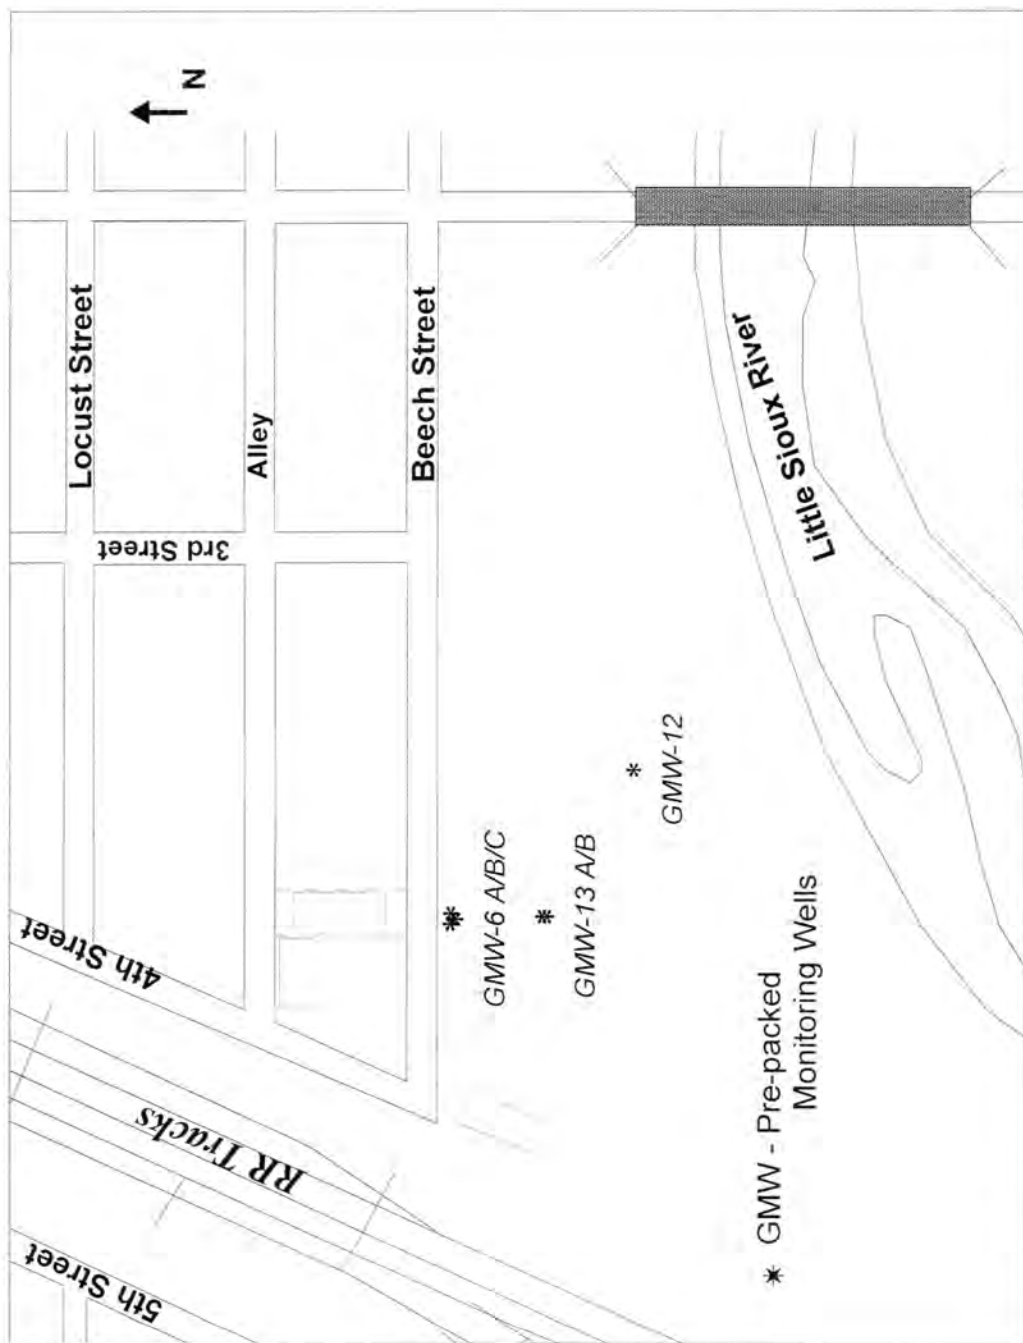 N
Locust Street
Alley
Beech Street
3rd Street
4th Street
RR Tracks
5th Street
Little Sioux River
GMW-6 A/B/C
GMW-13 A/B
GMW-12
GMW - Pre-packed
Monitoring Wells